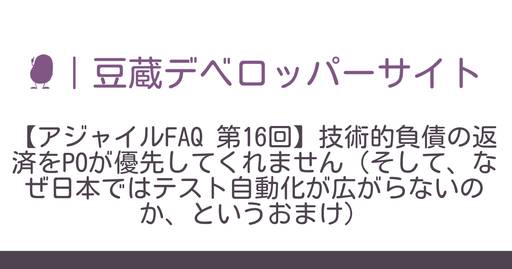 ｜豆蔵デベロッパーサイト
【アジャイルFAQ 第16回】技術的負債の返
済をPOが優先してくれません（そして、な
ぜ日本ではテスト自動化が広がらないの
か、というおまけ）